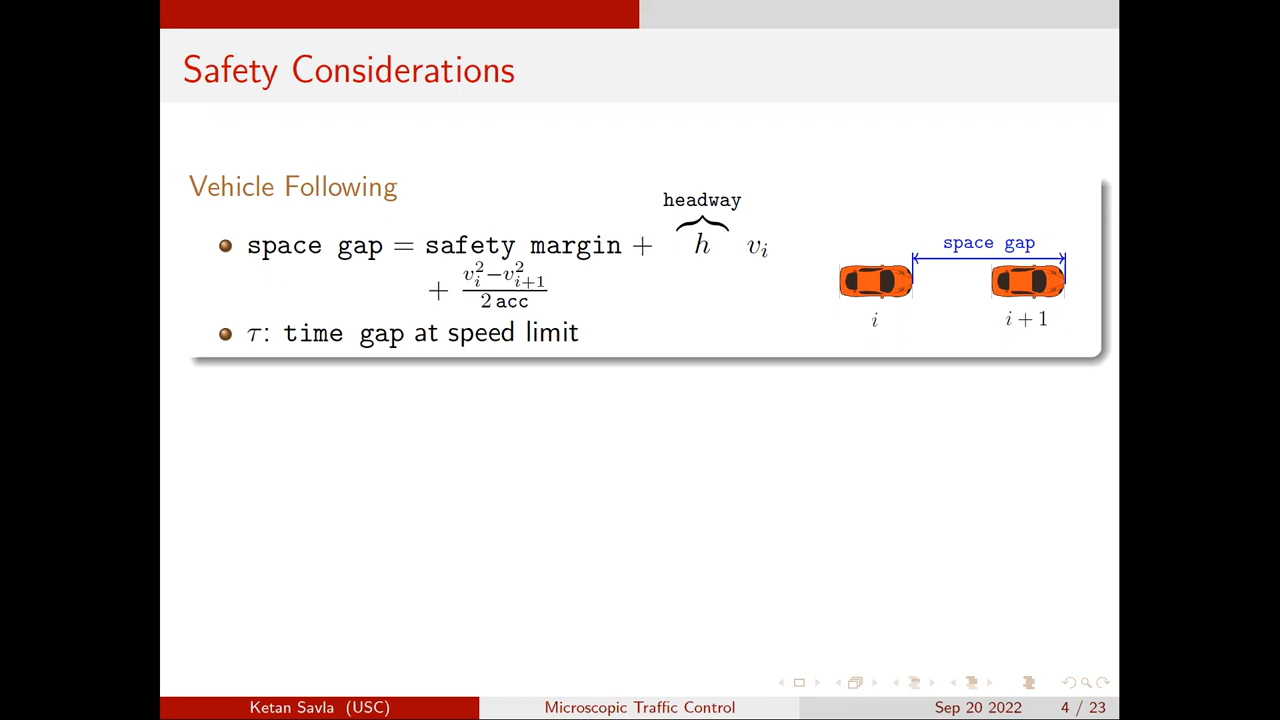 Safety Considerations
Vehicle Following
headway
space gap = safety margin + h v_i
+ \frac{v_i^2 − v_{i+1}^2}{2 acc}
τ: time gap at speed limit
space gap
i
i + 1
Ketan Savla (USC)
Microscopic Traffic Control
Sep 20 2022
4 / 23